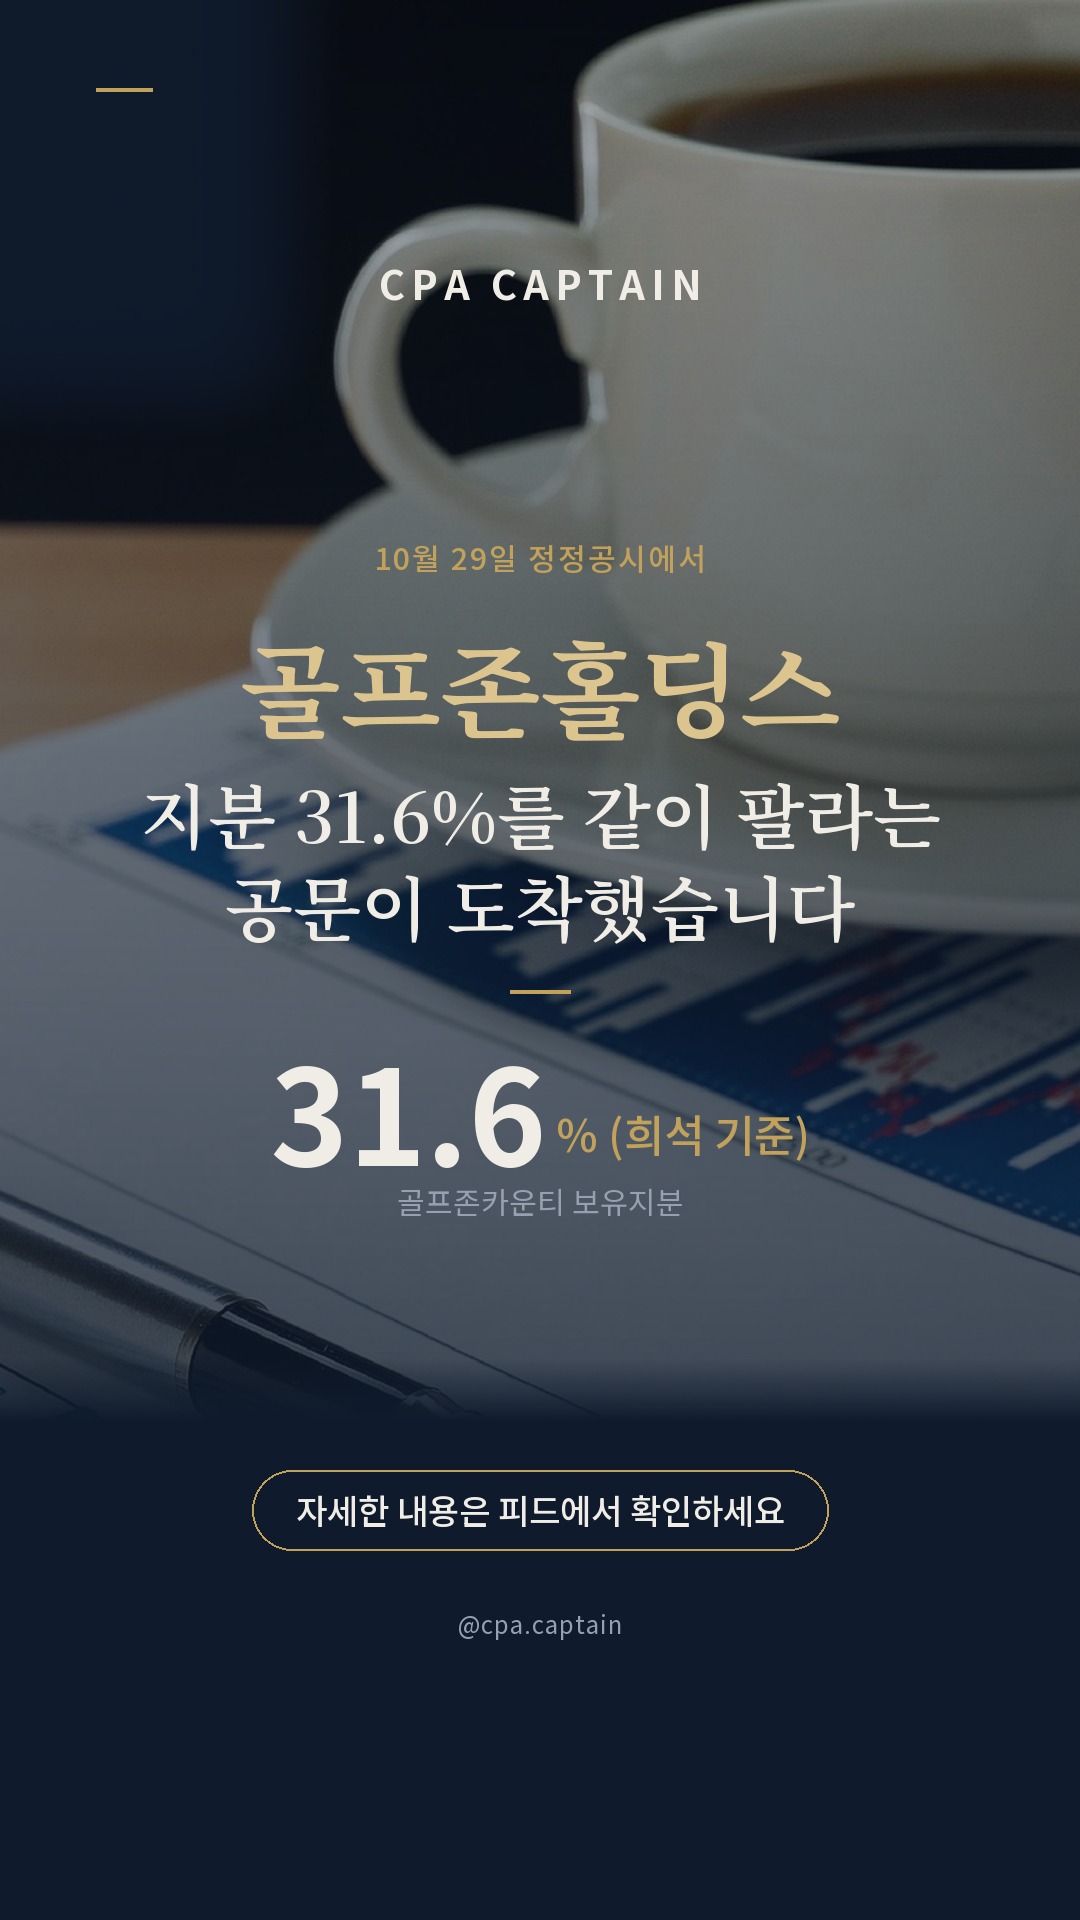 CPA CAPTAIN
10월 29일 정정공시에서
골프존홀딩스
지분 31.6%를 같이 팔라는
공문이 도착했습니다
31.6 % (희석 기준)
골프존카운티 보유지분
자세한 내용은 피드에서 확인하세요
@cpa.captain